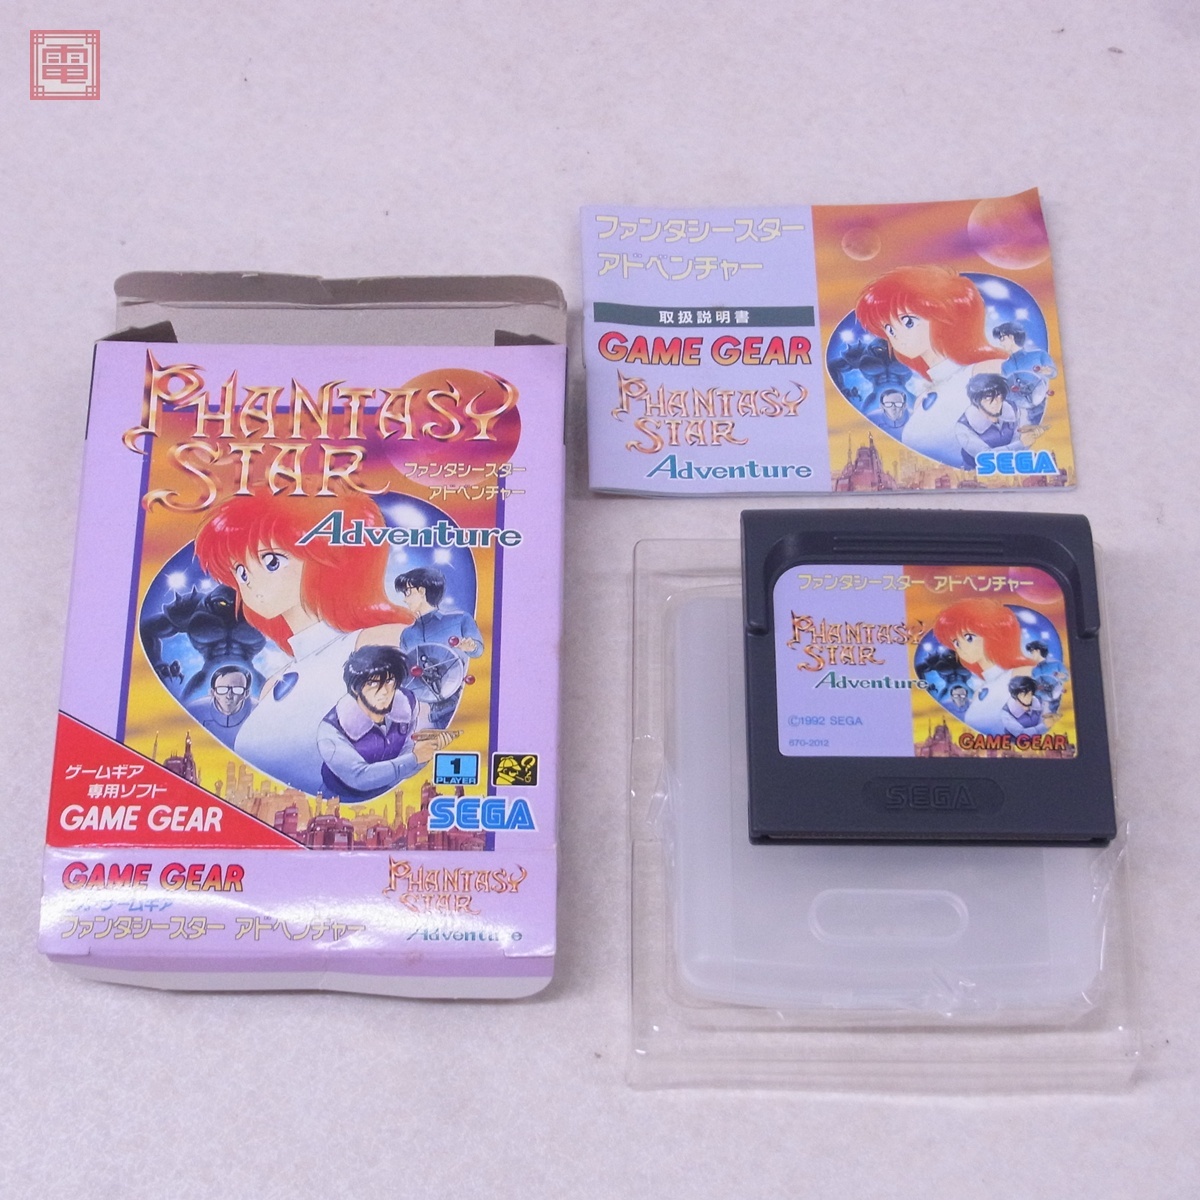 電
PHANTASY
STAR
ファンタシースター
アドベンチャー
Adventure
ゲームギア
専用ソフト
GAME GEAR
1
PLAYER
SEGA
GAME GEAR
PHANTASY
STAR
Adventure
ファンタシースター アドベンチャー
ファンタシースター
アドベンチャー
取扱説明書
GAME GEAR
PHANTASY
STAR
Adventure
SEGA
ファンタシースター アドベンチャー
PHANTASY
STAR
Adventure
©1992 SEGA
670-2012
GAME GEAR
SEGA